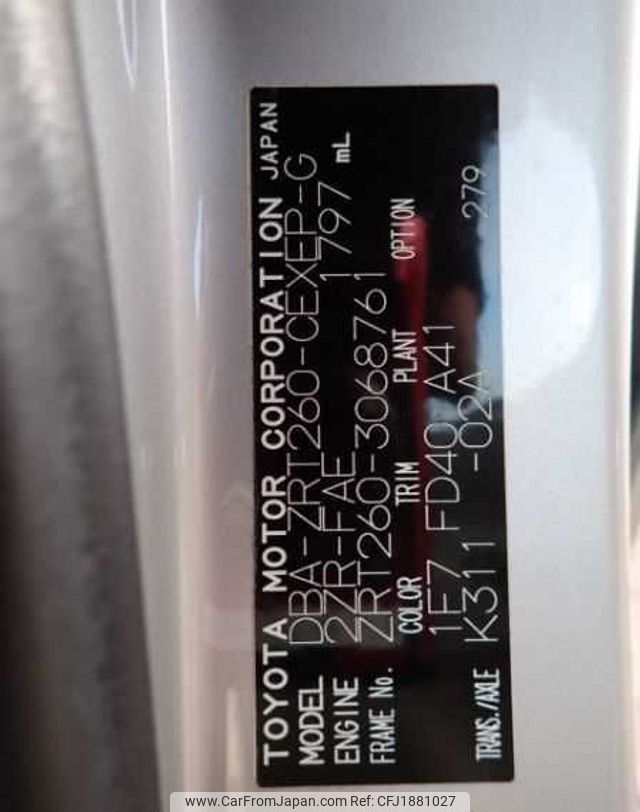 TOYOTA MOTOR CORPORATION JAPAN
MODEL DBA-ZRT260-CEXEP-G
ENGINE 2ZR-FAE 1797 mL
FRAME No. ZRT260-3068761
COLOR TRIM PLANT OPTION
1F7 FD40 A41
TRANS./AXLE K311 -02A 279
www.CarFromJapan.com Ref: CFJ1881027